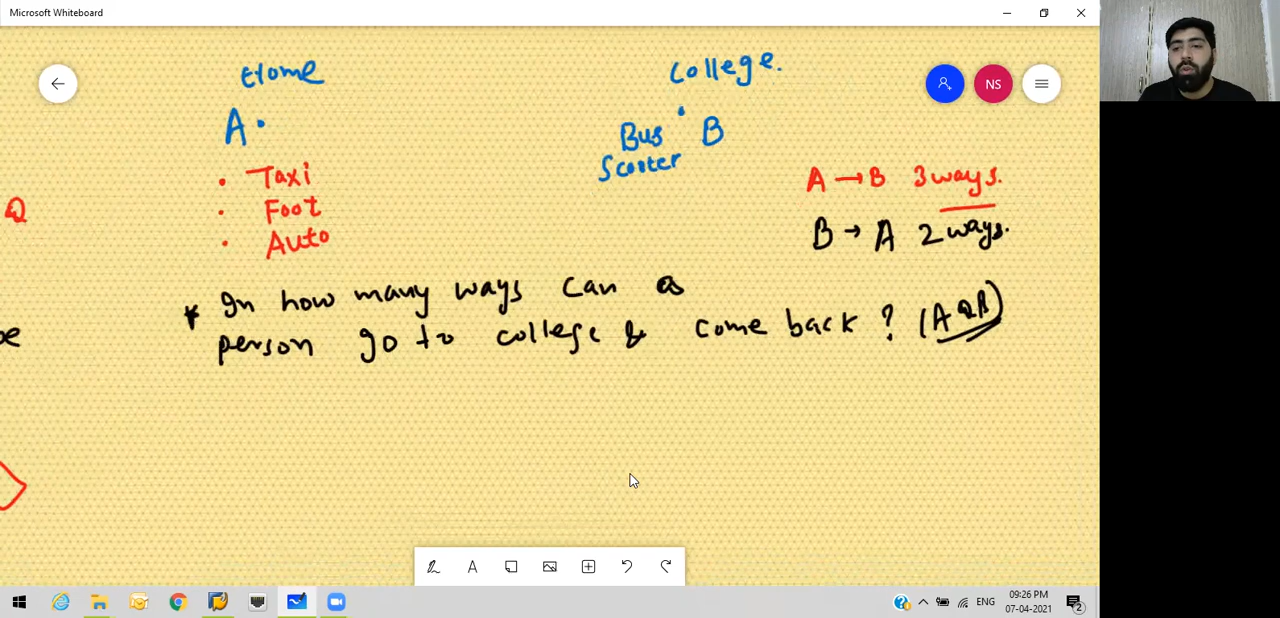 Microsoft Whiteboard
Home
College.
A
Bus B
Scooter
NS
Taxi
Foot
Auto
Q
A → B 3 ways.
B → A 2 ways.
* In how many ways can a
person go to college & come back ? (A & B)
ENG
09:26 PM
07-04-2021
2